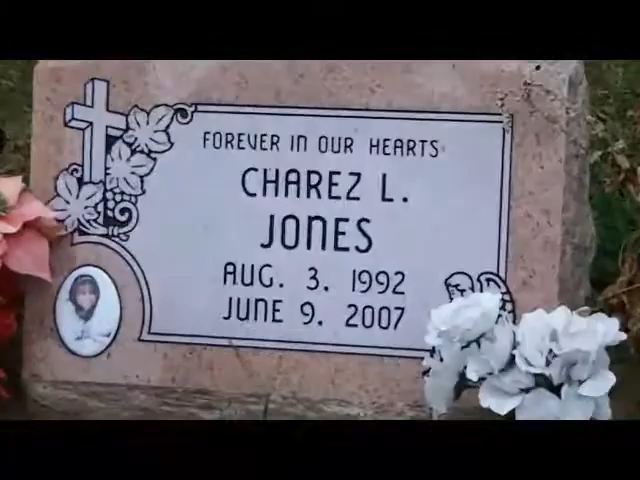 FOREVER IN OUR HEARTS
CHAREZ L.
JONES
AUG. 3. 1992
JUNE 9. 2007